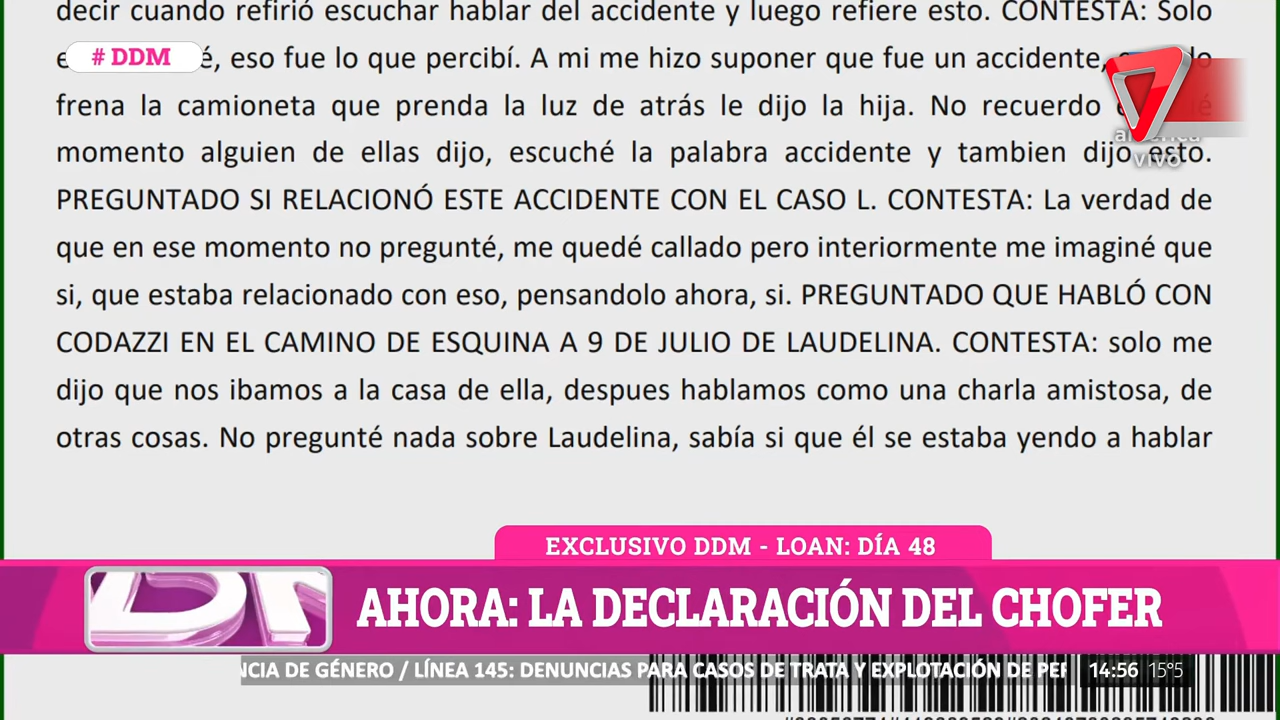 decir cuando refirió escuchar hablar del accidente y luego refiere esto. CONTESTA: Solo
# DDM
eso fue lo que percibí. A mi me hizo suponer que fue un accidente,
frena la camioneta que prenda la luz de atrás le dijo la hija. No recuerdo
momento alguien de ellas dijo, escuché la palabra accidente y tambien dijo esto.
américa
VIVO
PREGUNTADO SI RELACIONÓ ESTE ACCIDENTE CON EL CASO L. CONTESTA: La verdad de
que en ese momento no pregunté, me quedé callado pero interiormente me imaginé que
si, que estaba relacionado con eso, pensandolo ahora, si. PREGUNTADO QUE HABLÓ CON
CODAZZI EN EL CAMINO DE ESQUINA A 9 DE JULIO DE LAUDELINA. CONTESTA: solo me
dijo que nos ibamos a la casa de ella, despues hablamos como una charla amistosa, de
otras cosas. No pregunté nada sobre Laudelina, sabía si que él se estaba yendo a hablar
EXCLUSIVO DDM - LOAN: DÍA 48
AHORA: LA DECLARACIÓN DEL CHOFER
NCIA DE GÉNERO / LÍNEA 145: DENUNCIAS PARA CASOS DE TRATA Y EXPLOTACIÓN DE PER
14:56 15°5